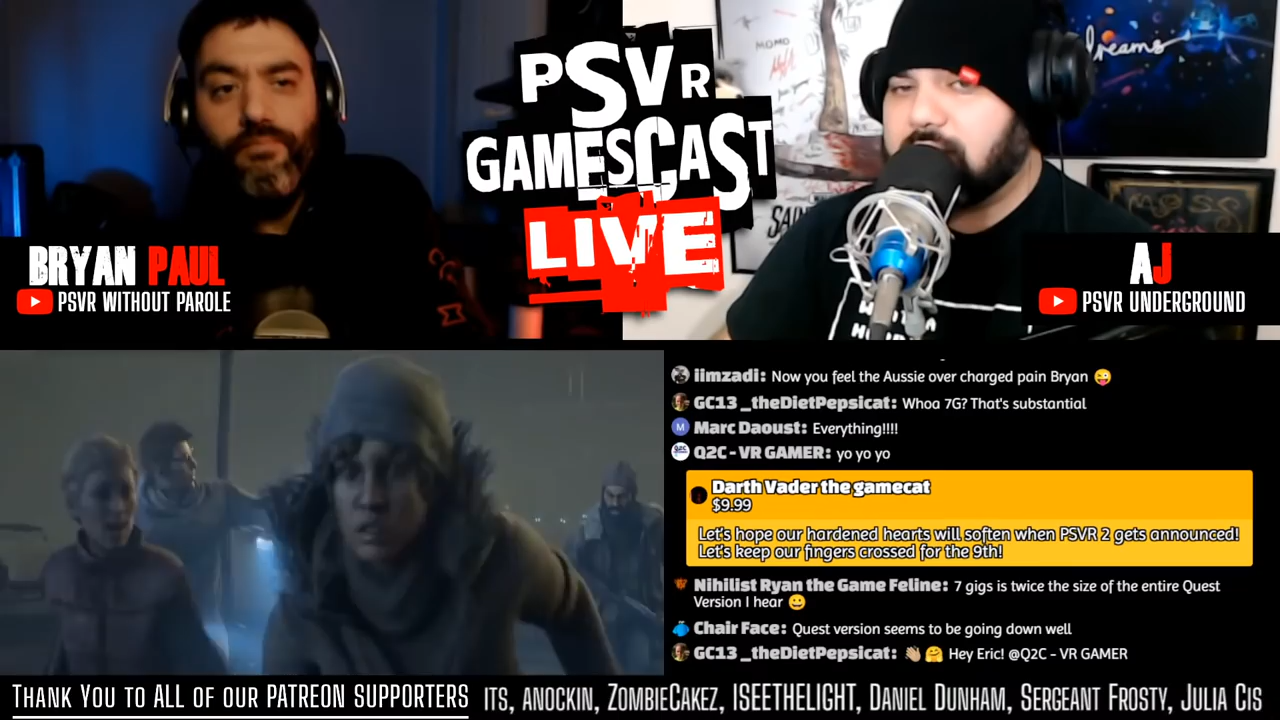 PSVR
GAMESCAST
LIVE
MOMO
Dreams
BRYAN PAUL
PSVR WITHOUT PAROLE
AJ
PSVR UNDERGROUND
iimzadi: Now you feel the Aussie over charged pain Bryan 😜
GC13 _theDietPepsicat: Whoa 7G? That's substantial
M Marc Daoust: Everything!!!!
Q2C - VR GAMER: yo yo yo
Darth Vader the gamecat
$9.99
Let's hope our hardened hearts will soften when PSVR 2 gets announced!
Let's keep our fingers crossed for the 9th!
Nihilist Ryan the Game Feline: 7 gigs is twice the size of the entire Quest
Version I hear 😀
Chair Face: Quest version seems to be going down well
GC13 _theDietPepsicat: 👋🏼 🤗 Hey Eric! @Q2C - VR GAMER
THANK YOU TO ALL OF OUR PATREON SUPPORTERS ITS, ANOCKIN, ZOMBIECAKEZ, ISEETHELIGHT, DANIEL DUNHAM, SERGEANT FROSTY, JULIA CIS